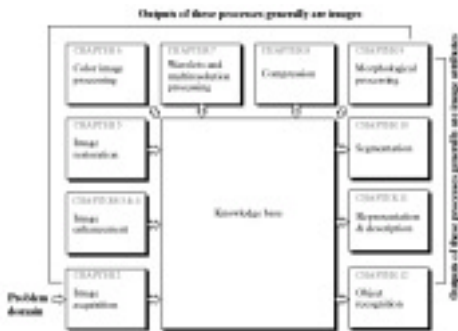 Outputs of these processes generally are images
CHAPTER 6
Color image
processing
CHAPTER 7
Wavelets and
multiresolution
processing
CHAPTER 8
Compression
CHAPTER 9
Morphological
processing
CHAPTER 5
Image
restoration
CHAPTER 10
Segmentation
CHAPTERS 3 & 4
Image
enhancement
Knowledge base
CHAPTER 11
Representation
& description
Problem
domain
CHAPTER 2
Image
acquisition
CHAPTER 12
Object
recognition
Outputs of these processes generally are image attributes